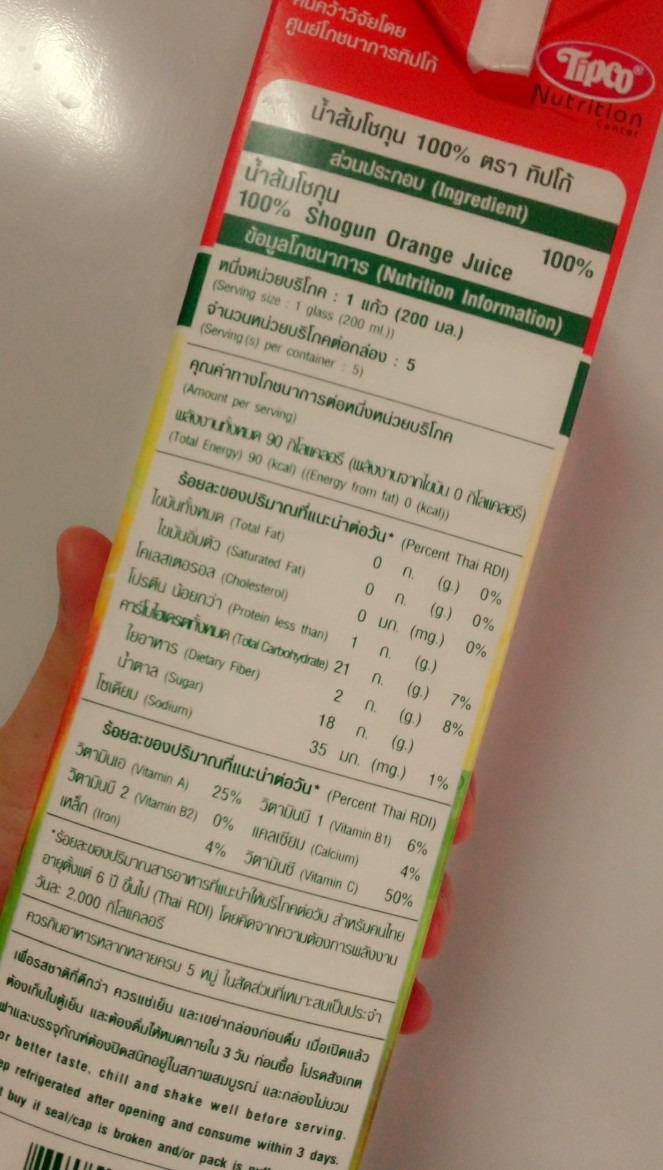 ค้นคว้าวิจัยโดย
ศูนย์โภชนาการทิปโก้
Tipco®
Nutrition
Center
น้ำส้มโชกุน 100% ตรา ทิปโก้
ส่วนประกอบ (Ingredient)
น้ำส้มโชกุน
100% Shogun Orange Juice 100%
ข้อมูลโภชนาการ (Nutrition Information)
หนึ่งหน่วยบริโภค : 1 แก้ว (200 มล.)
(Serving size : 1 glass (200 ml.))
จำนวนหน่วยบริโภคต่อกล่อง : 5
(Serving(s) per container : 5)
คุณค่าทางโภชนาการต่อหนึ่งหน่วยบริโภค
(Amount per serving)
พลังงานทั้งหมด 90 กิโลแคลอรี (พลังงานจากไขมัน 0 กิโลแคลอรี)
(Total Energy) 90 (kcal) ((Energy from fat) 0 (kcal))
ร้อยละของปริมาณที่แนะนำต่อวัน* (Percent Thai RDI)
ไขมันทั้งหมด (Total Fat) 0 ก. (g.) 0%
ไขมันอิ่มตัว (Saturated Fat) 0 ก. (g.) 0%
โคเลสเตอรอล (Cholesterol) 0 มก. (mg.) 0%
โปรตีน น้อยกว่า (Protein less than) 1 ก. (g.)
คาร์โบไฮเดรตทั้งหมด (Total Carbohydrate) 21 ก. (g.) 7%
ใยอาหาร (Dietary Fiber) 2 ก. (g.) 8%
น้ำตาล (Sugar) 18 ก. (g.)
โซเดียม (Sodium) 35 มก. (mg.) 1%
ร้อยละของปริมาณที่แนะนำต่อวัน* (Percent Thai RDI)
วิตามินเอ (Vitamin A) 25% วิตามินบี 1 (Vitamin B1) 6%
วิตามินบี 2 (Vitamin B2) 0% แคลเซียม (Calcium) 4%
เหล็ก (Iron) 4% วิตามินซี (Vitamin C) 50%
*ร้อยละของปริมาณสารอาหารที่แนะนำให้บริโภคต่อวัน สำหรับคนไทย
อายุตั้งแต่ 6 ปี ขึ้นไป (Thai RDI) โดยคิดจากความต้องการพลังงาน
วันละ 2,000 กิโลแคลอรี
ควรกินอาหารหลากหลายครบ 5 หมู่ ในสัดส่วนที่เหมาะสมเป็นประจำ
เพื่อรสชาติที่ดีกว่า ควรแช่เย็น และเขย่ากล่องก่อนดื่ม เมื่อเปิดแล้ว
ต้องเก็บในตู้เย็น และต้องดื่มให้หมดภายใน 3 วัน ก่อนซื้อ โปรดสังเกต
ฝาและบรรจุภัณฑ์ต้องปิดสนิทอยู่ในสภาพสมบูรณ์ และกล่องไม่บวม
better taste, chill and shake well before serving.
refrigerated after opening and consume within 3 days.
buy if seal/cap is broken and/or pack is